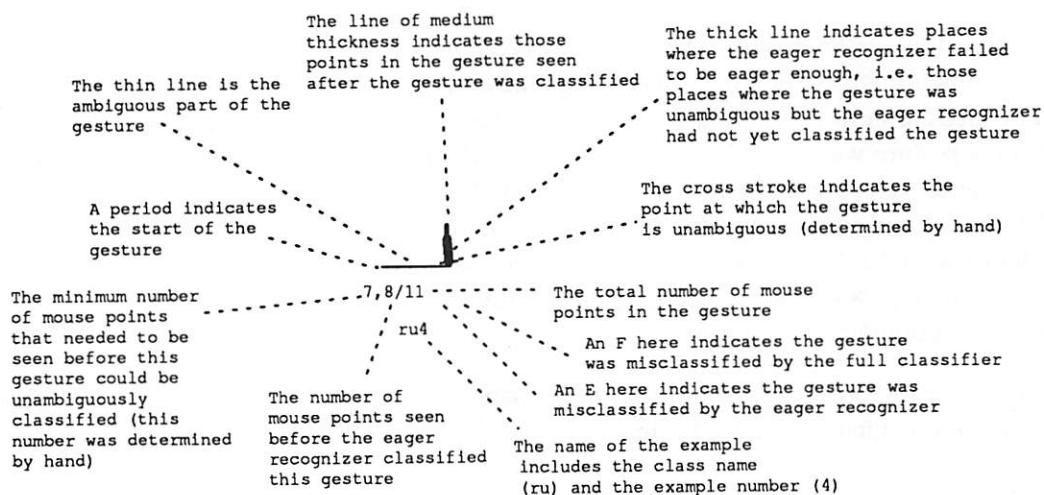 The line of medium
thickness indicates those
points in the gesture seen
after the gesture was classified
The thick line indicates places
where the eager recognizer failed
to be eager enough, i.e. those
places where the gesture was
unambiguous but the eager recognizer
had not yet classified the gesture
The thin line is the
ambiguous part of the
gesture
A period indicates
the start of the
gesture
The cross stroke indicates the
point at which the gesture
is unambiguous (determined by hand)
7,8/11
ru4
The minimum number
of mouse points
that needed to be
seen before this
gesture could be
unambiguously
classified (this
number was determined
by hand)
The number of
mouse points seen
before the eager
recognizer classified
this gesture
The total number of mouse
points in the gesture
An F here indicates the gesture
was misclassified by the full classifier
An E here indicates the gesture was
misclassified by the eager recognizer
The name of the example
includes the class name
(ru) and the example number (4)